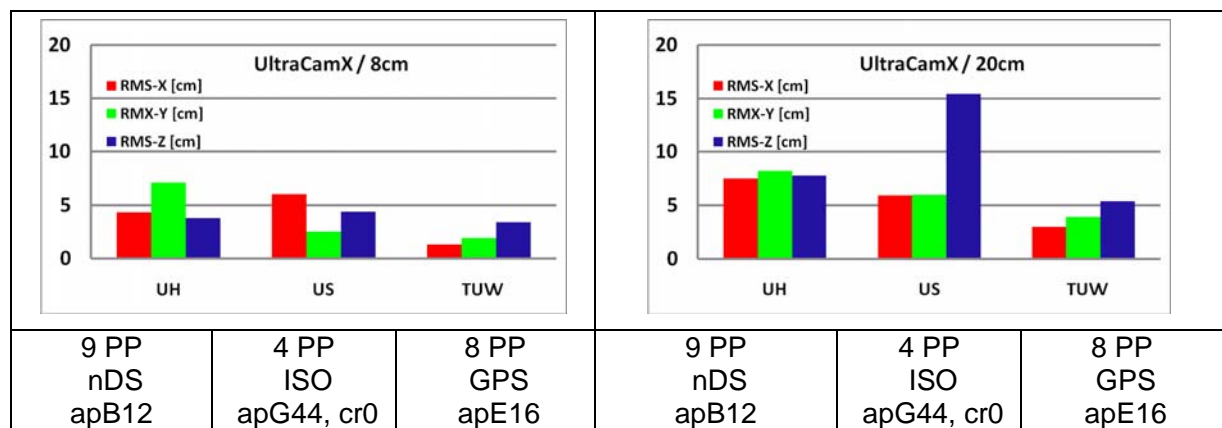 20
UltraCamX / 8cm
RMS-X [cm]
15
RMX-Y [cm]
RMS-Z [cm]
10
5
0
UH US TUW
20
UltraCamX / 20cm
RMS-X [cm]
15
RMX-Y [cm]
RMS-Z [cm]
10
5
0
UH US TUW
9 PP 4 PP 8 PP 9 PP 4 PP 8 PP
nDS ISO GPS nDS ISO GPS
apB12 apG44, cr0 apE16 apB12 apG44, cr0 apE16